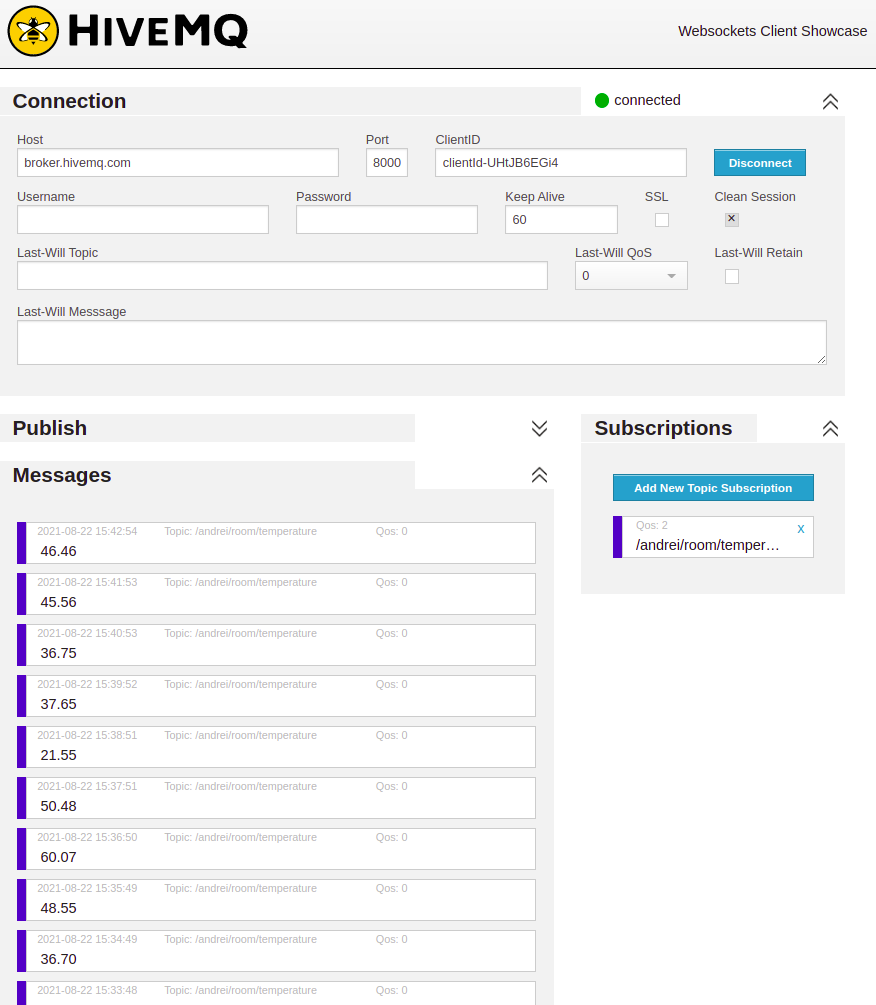 HIVEMQ
Websockets Client Showcase
Connection
connected
Host Port ClientID
broker.hivemq.com 8000 clientId-UHtJB6EGi4 Disconnect
Username Password Keep Alive SSL Clean Session
60
Last-Will Topic Last-Will QoS Last-Will Retain
0
Last-Will Messsage
Publish
Subscriptions
Messages
Add New Topic Subscription
Qos: 2 x
/andrei/room/temper…
2021-08-22 15:42:54 Topic: /andrei/room/temperature Qos: 0
46.46
2021-08-22 15:41:53 Topic: /andrei/room/temperature Qos: 0
45.56
2021-08-22 15:40:53 Topic: /andrei/room/temperature Qos: 0
36.75
2021-08-22 15:39:52 Topic: /andrei/room/temperature Qos: 0
37.65
2021-08-22 15:38:51 Topic: /andrei/room/temperature Qos: 0
21.55
2021-08-22 15:37:51 Topic: /andrei/room/temperature Qos: 0
50.48
2021-08-22 15:36:50 Topic: /andrei/room/temperature Qos: 0
60.07
2021-08-22 15:35:49 Topic: /andrei/room/temperature Qos: 0
48.55
2021-08-22 15:34:49 Topic: /andrei/room/temperature Qos: 0
36.70
2021-08-22 15:33:48 Topic: /andrei/room/temperature Qos: 0